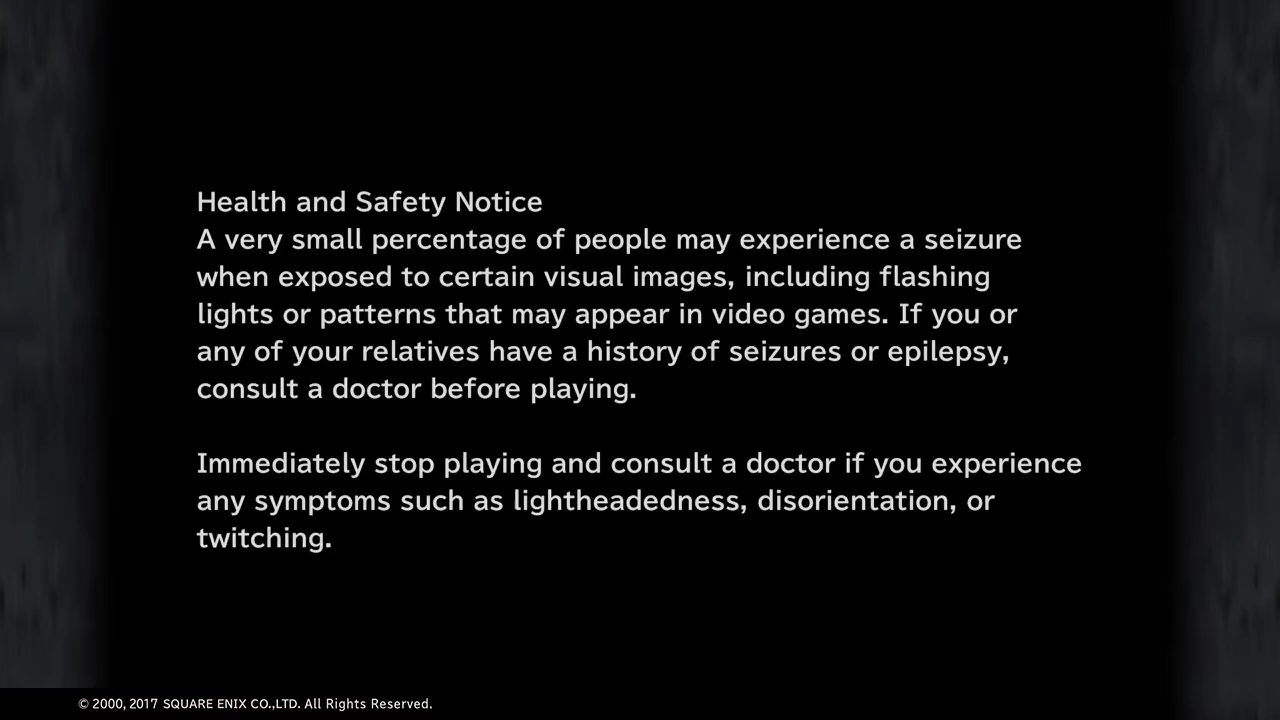 Health and Safety Notice
A very small percentage of people may experience a seizure
when exposed to certain visual images, including flashing
lights or patterns that may appear in video games. If you or
any of your relatives have a history of seizures or epilepsy,
consult a doctor before playing.
Immediately stop playing and consult a doctor if you experience
any symptoms such as lightheadedness, disorientation, or
twitching.
© 2000, 2017 SQUARE ENIX CO.,LTD. All Rights Reserved.